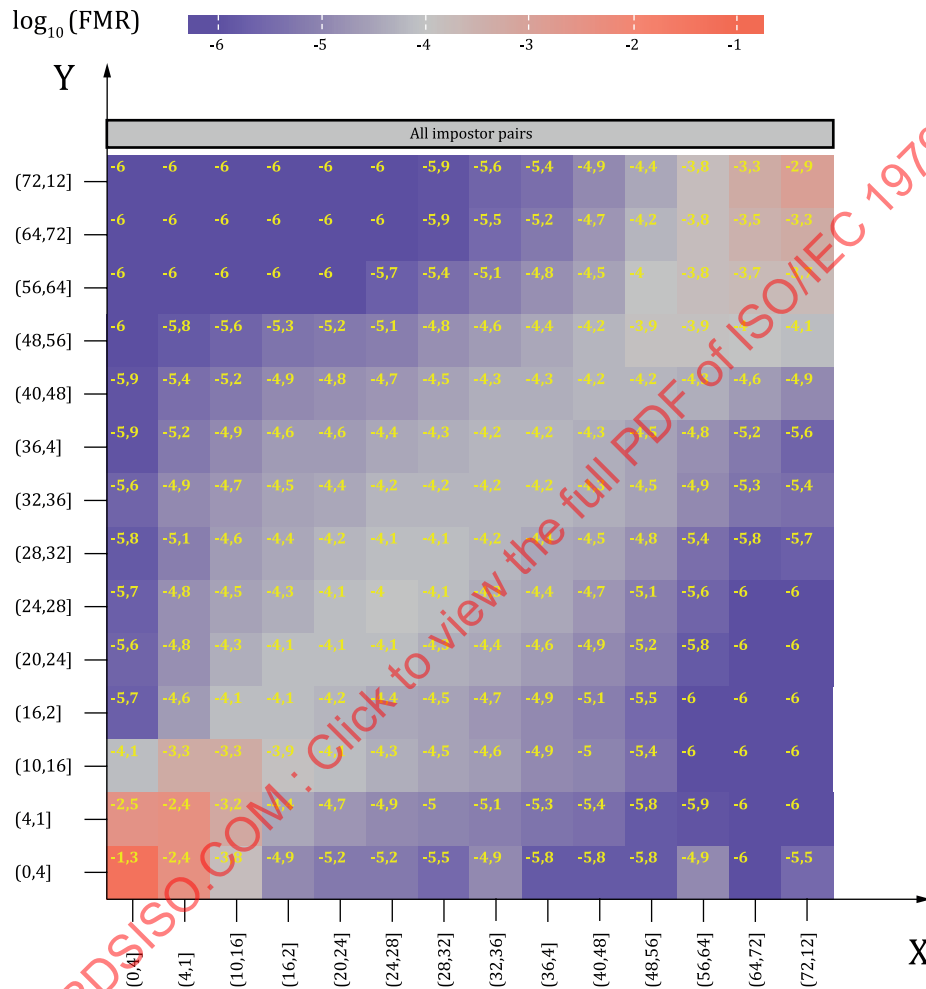 log₁₀ (FMR)
-6 -5 -4 -3 -2 -1
Y
All impostor pairs
(72,12] -6 -6 -6 -6 -6 -6 -5,9 -5,6 -5,4 -4,9 -4,4 -3,8 -3,3 -2,9
(64,72] -6 -6 -6 -6 -6 -6 -5,9 -5,5 -5,2 -4,7 -4,2 -3,8 -3,5 -3,3
(56,64] -6 -6 -6 -6 -6 -5,7 -5,4 -5,1 -4,8 -4,5 -4 -3,8 -3,7
(48,56] -6 -5,8 -5,6 -5,3 -5,2 -5,1 -4,8 -4,6 -4,4 -4,2 -3,9 -3,9 -4,1
(40,48] -5,9 -5,4 -5,2 -4,9 -4,8 -4,7 -4,5 -4,3 -4,3 -4,2 -4,2 -4,3 -4,6 -4,9
(36,4] -5,9 -5,2 -4,9 -4,6 -4,6 -4,4 -4,3 -4,2 -4,2 -4,3 -4,5 -4,8 -5,2 -5,6
(32,36] -5,6 -4,9 -4,7 -4,5 -4,4 -4,2 -4,2 -4,2 -4,2 -4,3 -4,5 -4,9 -5,3 -5,4
(28,32] -5,8 -5,1 -4,6 -4,4 -4,2 -4,1 -4,1 -4,2 -4,5 -4,8 -5,4 -5,8 -5,7
(24,28] -5,7 -4,8 -4,5 -4,3 -4,1 -4 -4,1 -4,4 -4,7 -5,1 -5,6 -6 -6
(20,24] -5,6 -4,8 -4,3 -4,1 -4,1 -4,1 -4,3 -4,4 -4,6 -4,9 -5,2 -5,8 -6 -6
(16,2] -5,7 -4,6 -4,1 -4,1 -4,2 -4,4 -4,5 -4,7 -4,9 -5,1 -5,5 -6 -6 -6
(10,16] -4,1 -3,3 -3,3 -3,9 -4,1 -4,3 -4,5 -4,6 -4,9 -5 -5,4 -6 -6 -6
(4,1] -2,5 -2,4 -3,2 -4,4 -4,7 -4,9 -5 -5,1 -5,3 -5,4 -5,8 -5,9 -6 -6
(0,4] -1,3 -2,4 -3,8 -4,9 -5,2 -5,2 -5,5 -4,9 -5,8 -5,8 -5,8 -4,9 -6 -5,5
(0,4] (4,1] (10,16] (16,2] (20,24] (24,28] (28,32] (32,36] (36,4] (40,48] (48,56] (56,64] (64,72] (72,12]
X
RDSISO.COM : Click to view the full PDF of ISO/IEC 1979